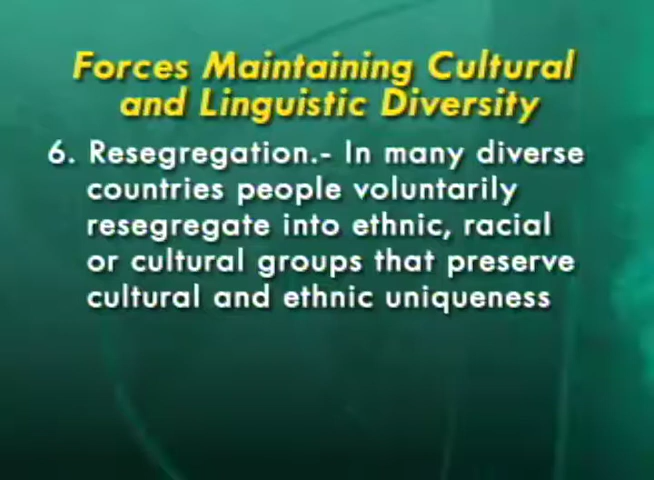 Forces Maintaining Cultural
and Linguistic Diversity
6. Resegregation.- In many diverse
countries people voluntarily
resegregate into ethnic, racial
or cultural groups that preserve
cultural and ethnic uniqueness